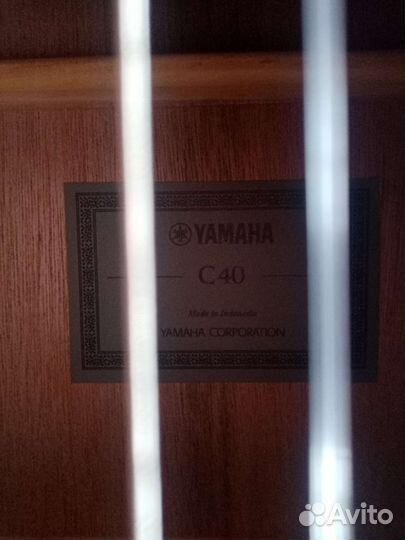 YAMAHA
C40
Made in Indonesia
YAMAHA CORPORATION
Avito